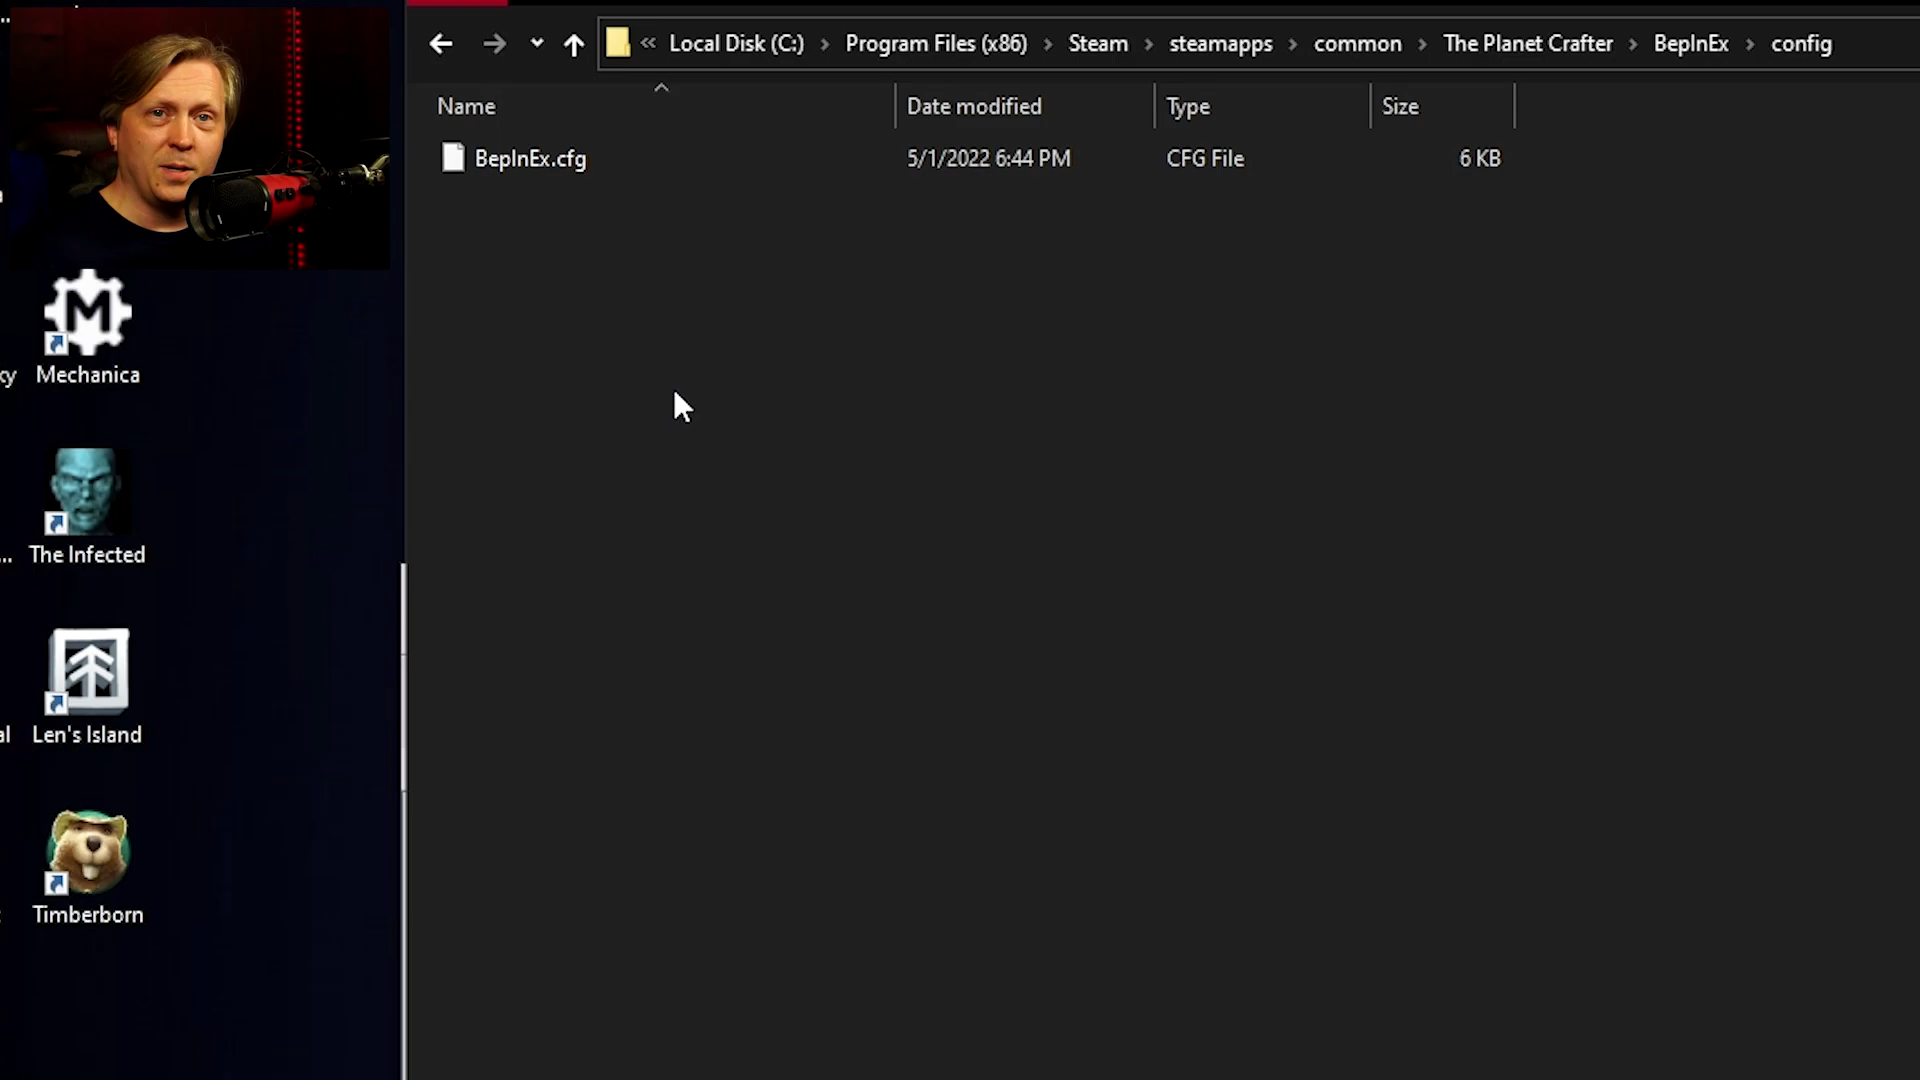 Local Disk (C:) Program Files (x86) Steam steamapps common The Planet Crafter BepInEx config
Name Date modified Type Size
BepInEx.cfg 5/1/2022 6:44 PM CFG File 6 KB
Mechanica
The Infected
Len's Island
Timberborn